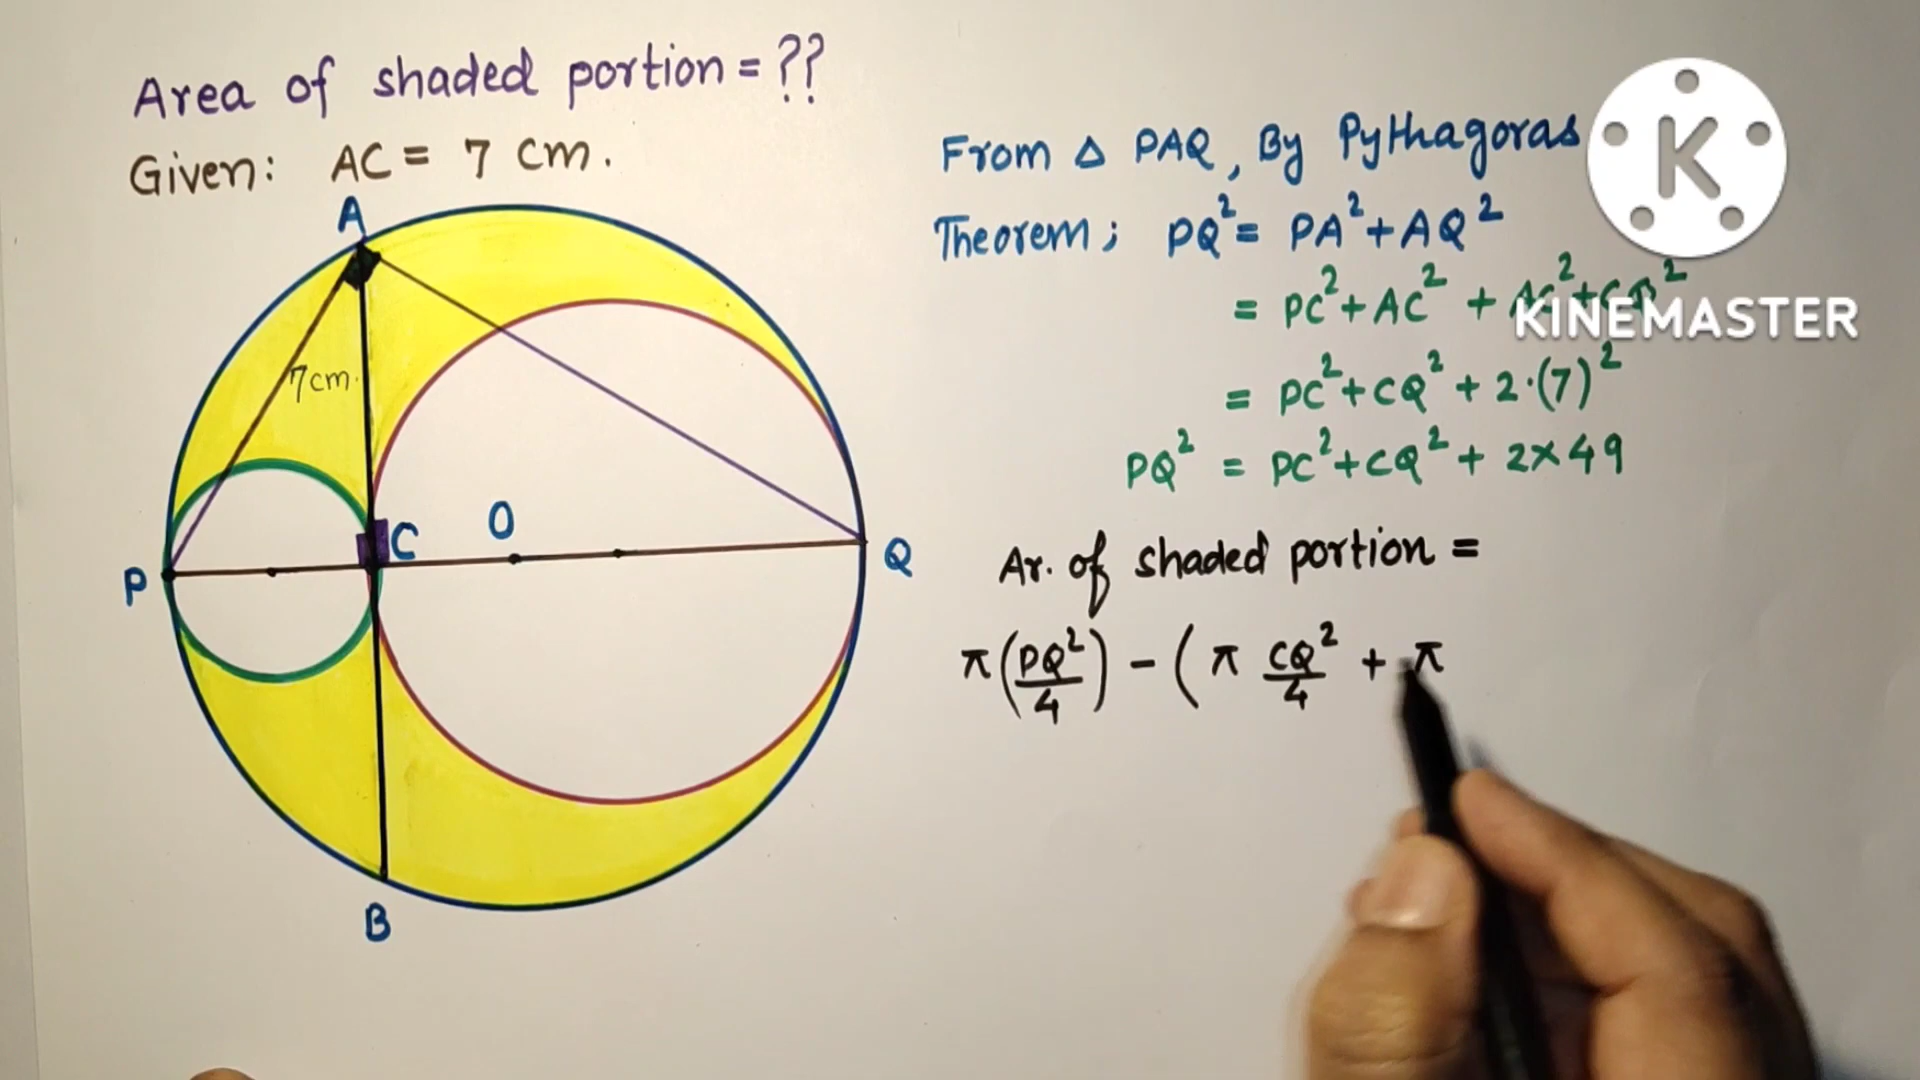 Area of shaded portion = ??
Given: AC = 7 cm.
A
7cm.
C
O
P
Q
B
From Δ PAQ, By Pythagoras
Theorem; PQ² = PA² + AQ²
= PC² + AC² + AC² +
= PC² + CQ² + 2·(7)²
PQ² = PC² + CQ² + 2×49
Ar. of shaded portion =
π(PQ²/4) - (π CQ²/4 + π
K
KINEMASTER